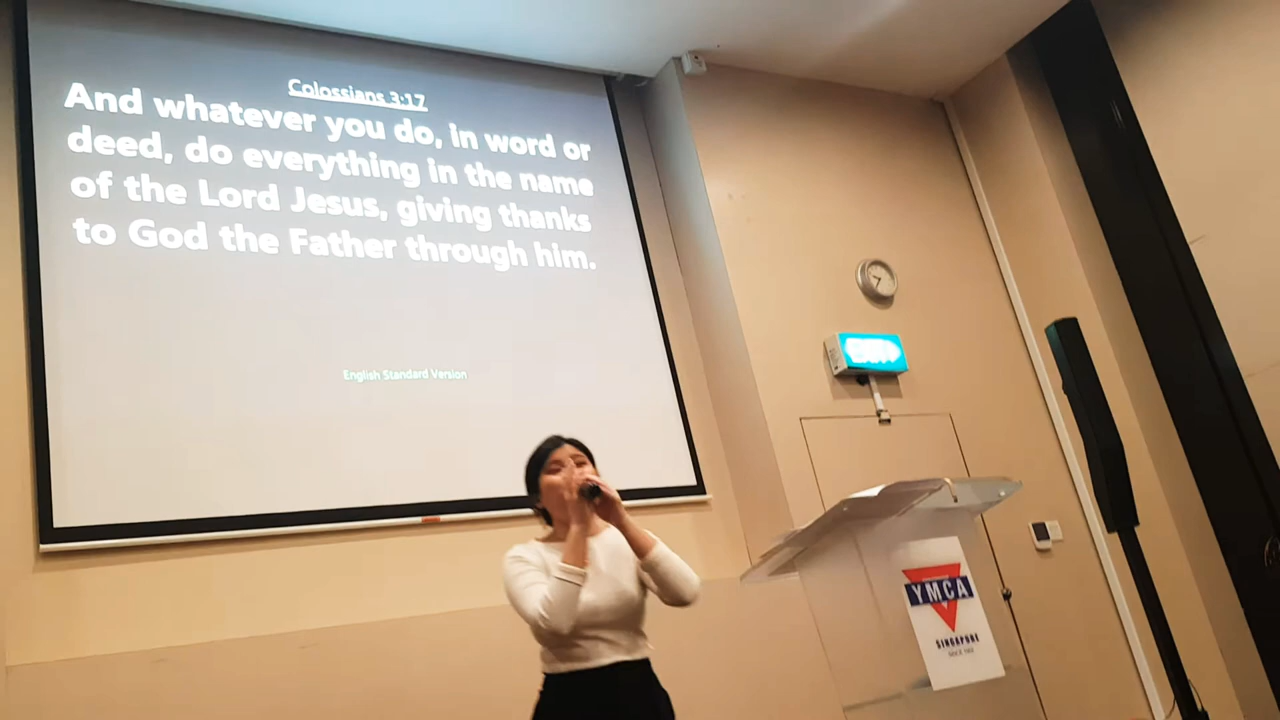 Colossians 3:17
And whatever you do, in word or
deed, do everything in the name
of the Lord Jesus, giving thanks
to God the Father through him.
English Standard Version
YMCA
SINGAPORE